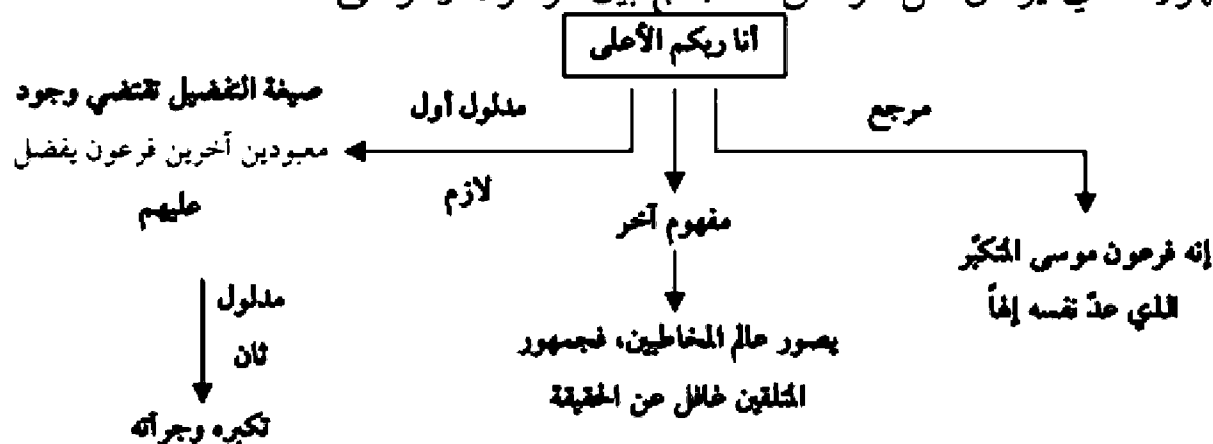 أنا ربكم الأعلى
مرجع
إنه فرعون موسى المتكبّر
الذي عدّ نفسه إلهاً
مفهوم آخر
يصور عالم المخاطبين، فجمهور
المتلقين غافل عن الحقيقة
مدلول أول
لازم
صيغة التفضيل تقتضي وجود
معبودين آخرين فرعون يفضل
عليهم
مدلول
ثان
تكبره وجرأته